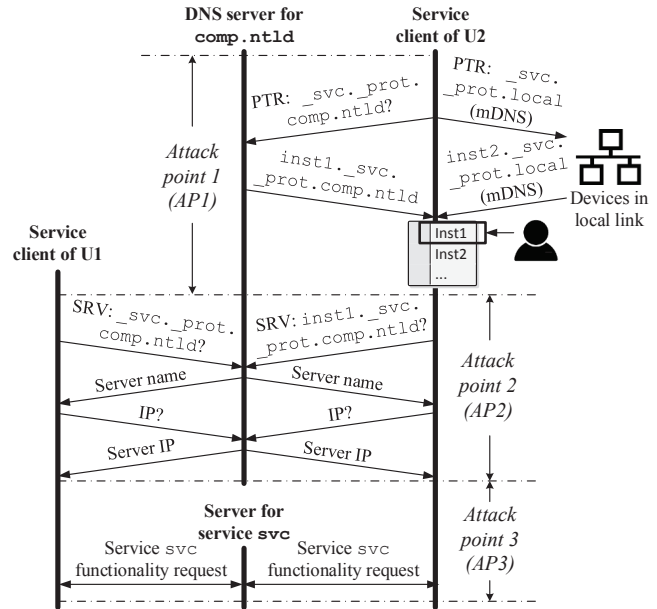 DNS server for
comp.ntld
Service
client of U2
PTR: _svc._prot.
comp.ntld?
PTR: _svc.
_prot.local
(mDNS)
Attack
point 1
(AP1)
inst1._svc.
_prot.comp.ntld
inst2._svc.
_prot.local
(mDNS)
Devices in
local link
Service
client of U1
Inst1
Inst2
...
SRV: _svc._prot.
comp.ntld?
SRV: inst1._svc.
_prot.comp.ntld?
Server name
Server name
Attack
point 2
(AP2)
IP?
IP?
Server IP
Server IP
Server for
service svc
Attack
point 3
(AP3)
Service svc
functionality request
Service svc
functionality request